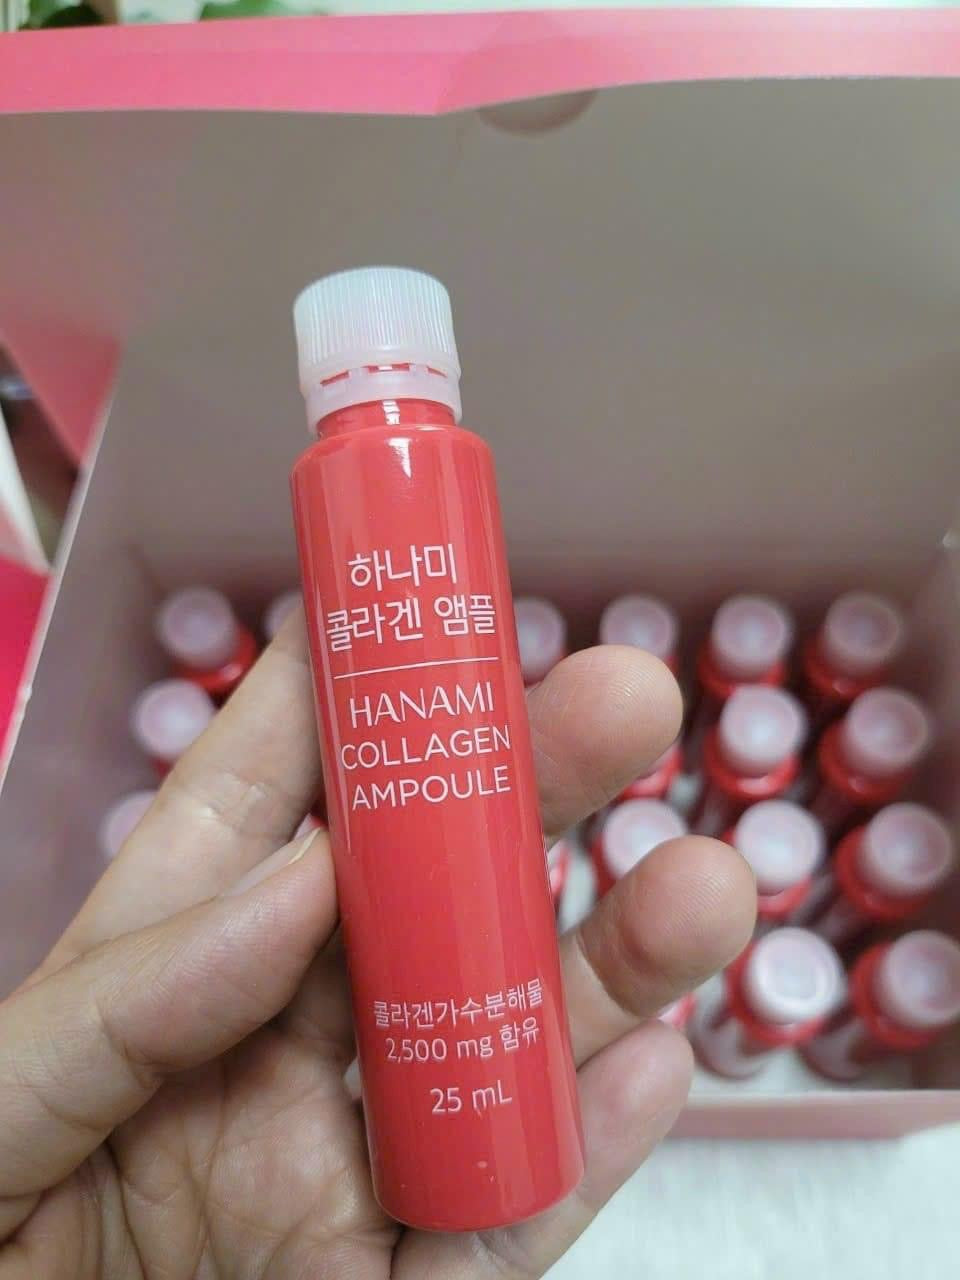 하나미
콜라겐 앰플
HANAMI
COLLAGEN
AMPOULE
콜라겐가수분해물
2,500 mg 함유
25 mL